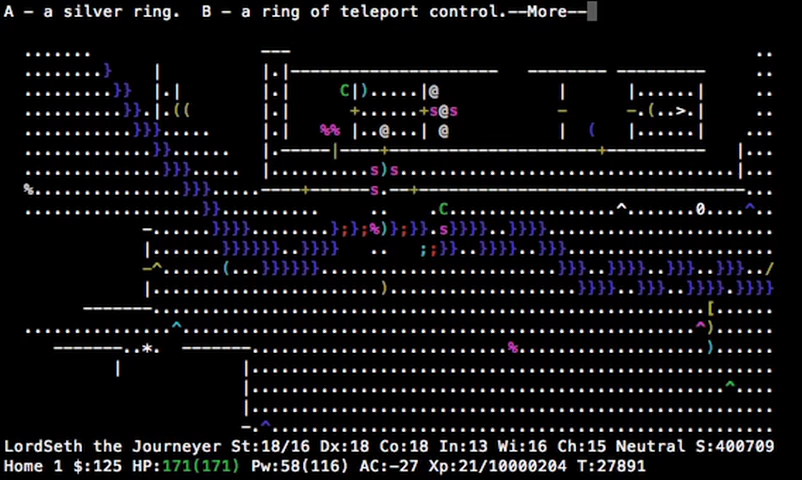 A - a silver ring.  B - a ring of teleport control.--More--
LordSeth the Journeyer St:18/16 Dx:18 Co:18 In:13 Wi:16 Ch:15 Neutral S:400709
Home 1 $:125 HP:171(171) Pw:58(116) AC:-27 Xp:21/10000204 T:27891